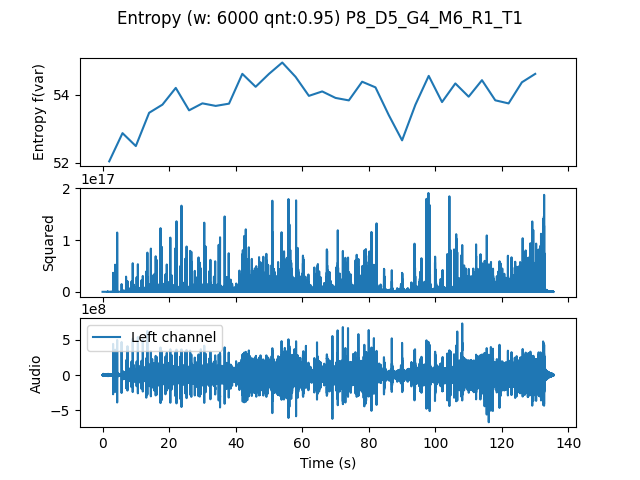 Entropy (w: 6000 qnt:0.95) P8_D5_G4_M6_R1_T1
Entropy f(var)
54
52
1e17
Squared
2
1
0
1e8
Audio
5
0
−5
Left channel
0 20 40 60 80 100 120 140
Time (s)